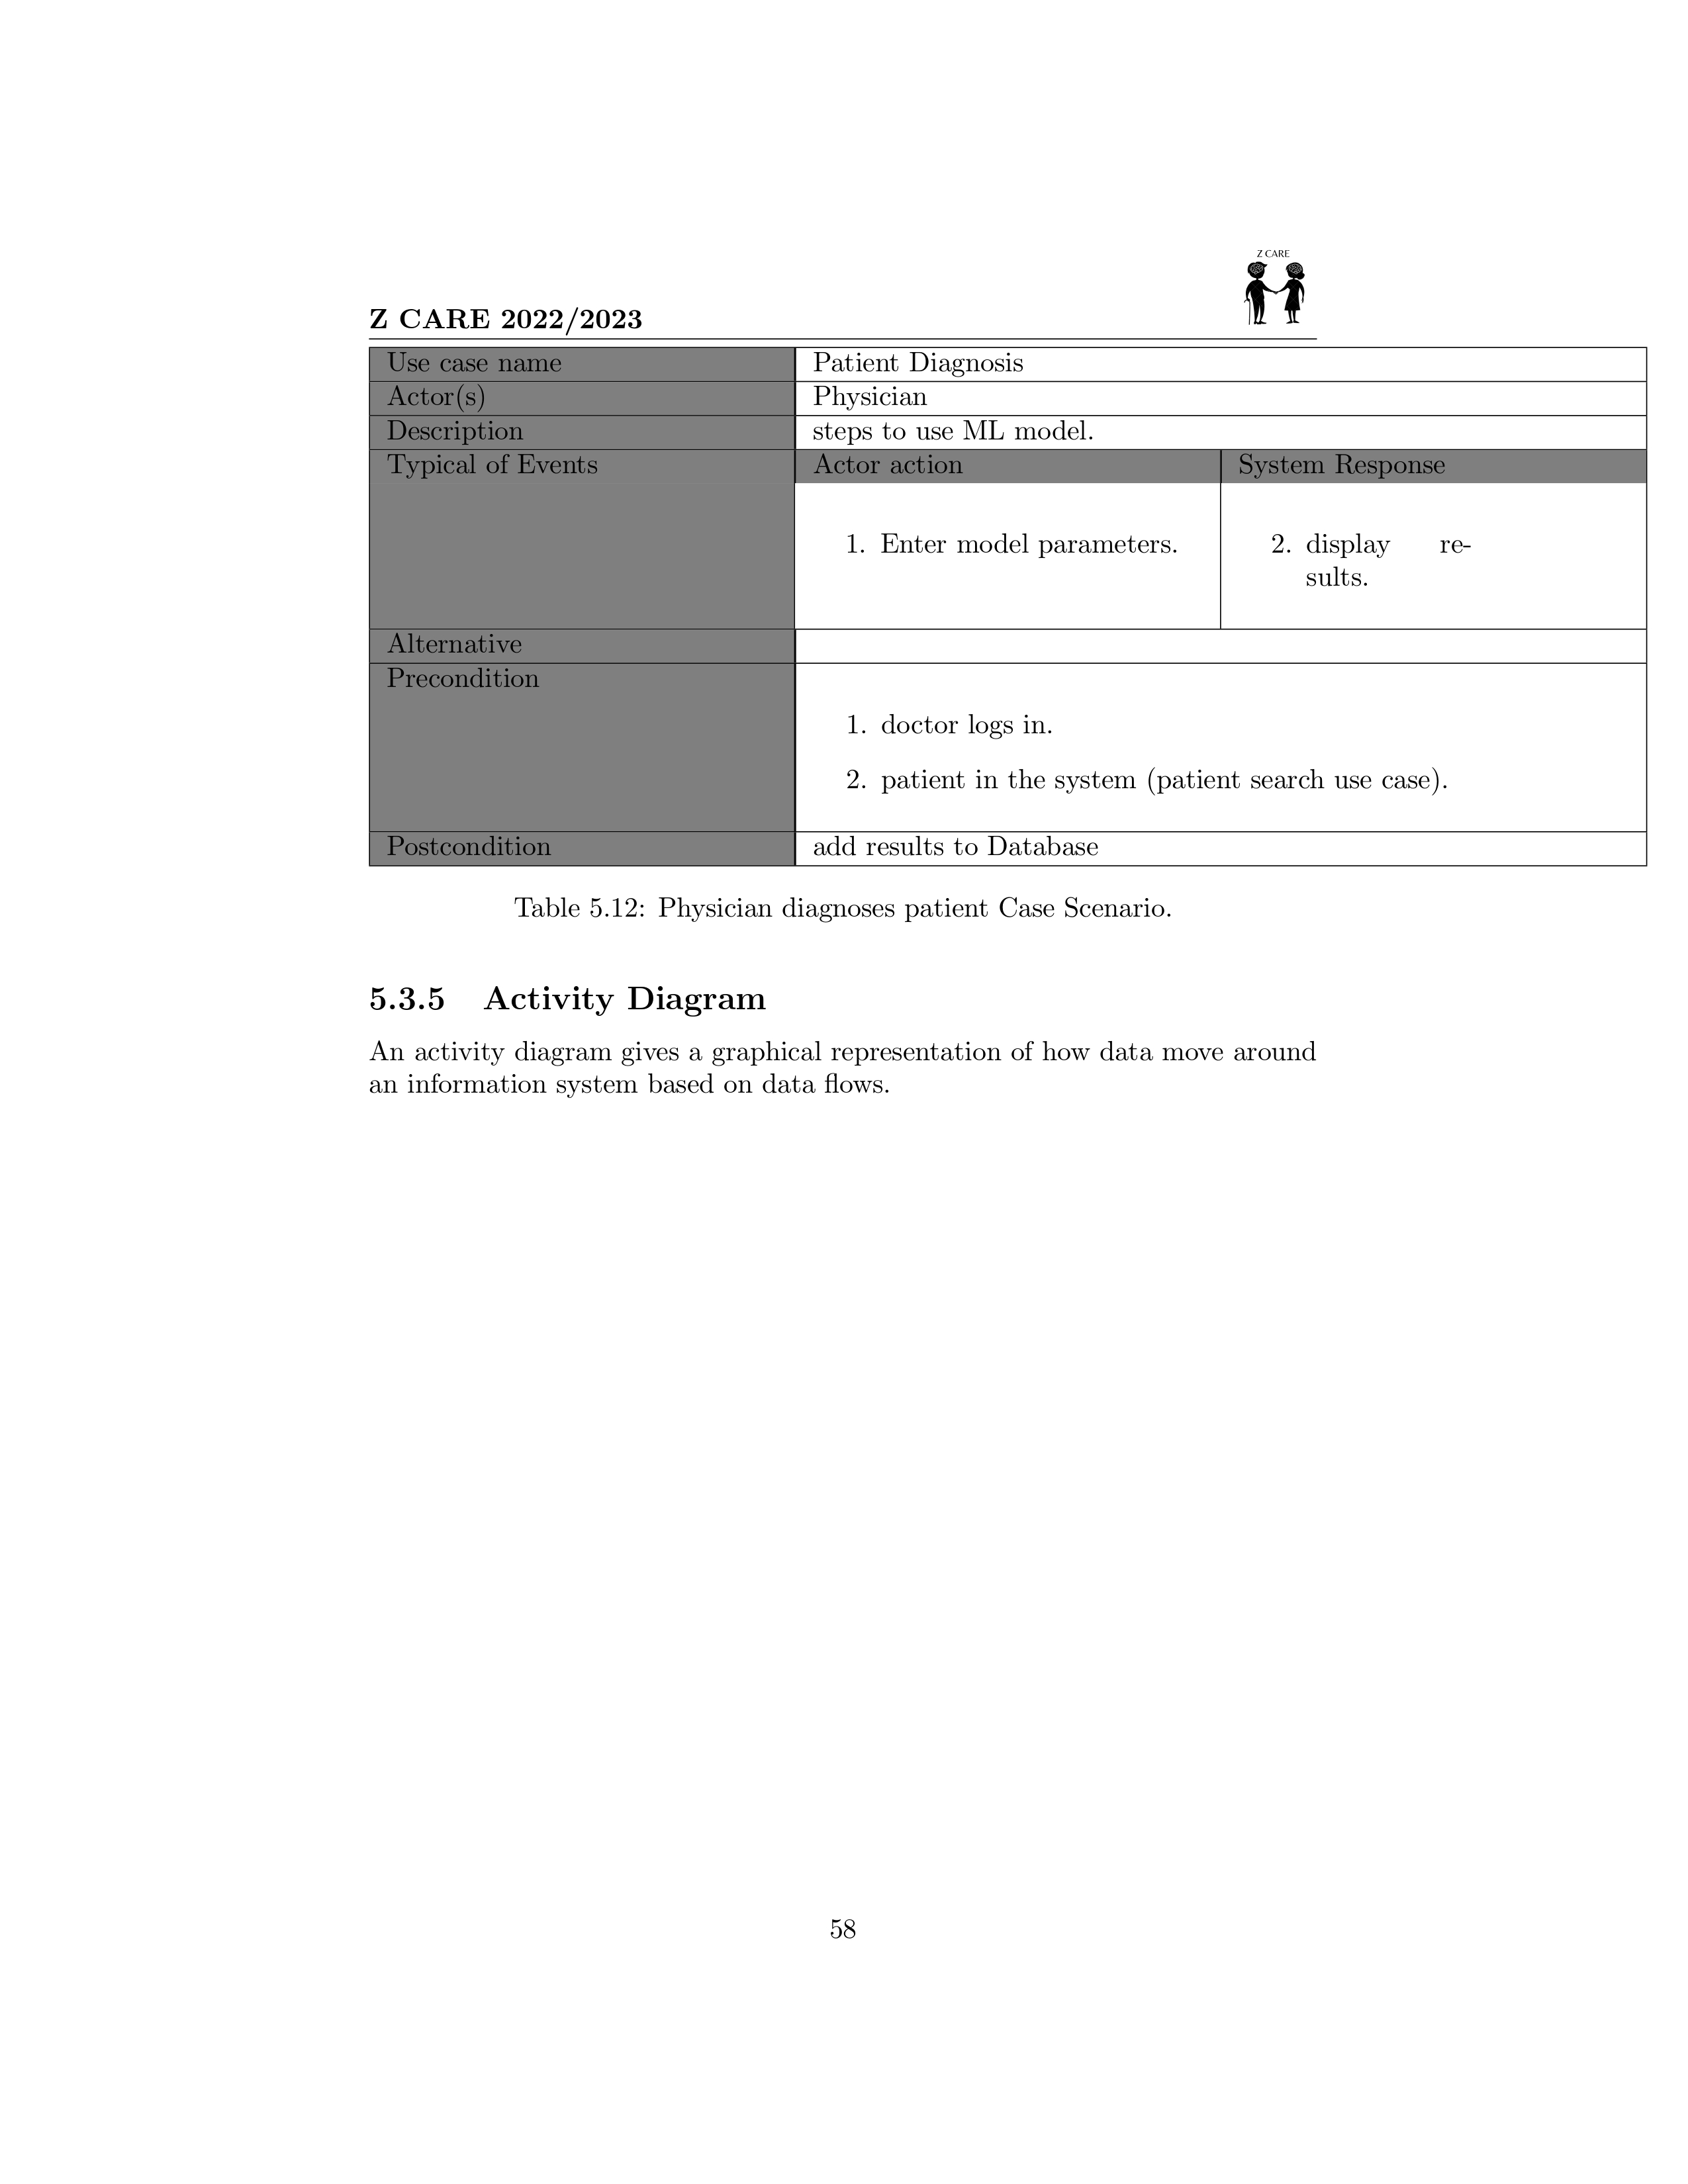 Z CARE
Z CARE 2022/2023
Use case name Patient Diagnosis
Actor(s) Physician
Description steps to use ML model.
Typical of Events Actor action System Response
1. Enter model parameters. 2. display re-
sults.
Alternative
Precondition
1. doctor logs in.
2. patient in the system (patient search use case).
Postcondition add results to Database
Table 5.12: Physician diagnoses patient Case Scenario.
5.3.5 Activity Diagram
An activity diagram gives a graphical representation of how data move around
an information system based on data flows.
58